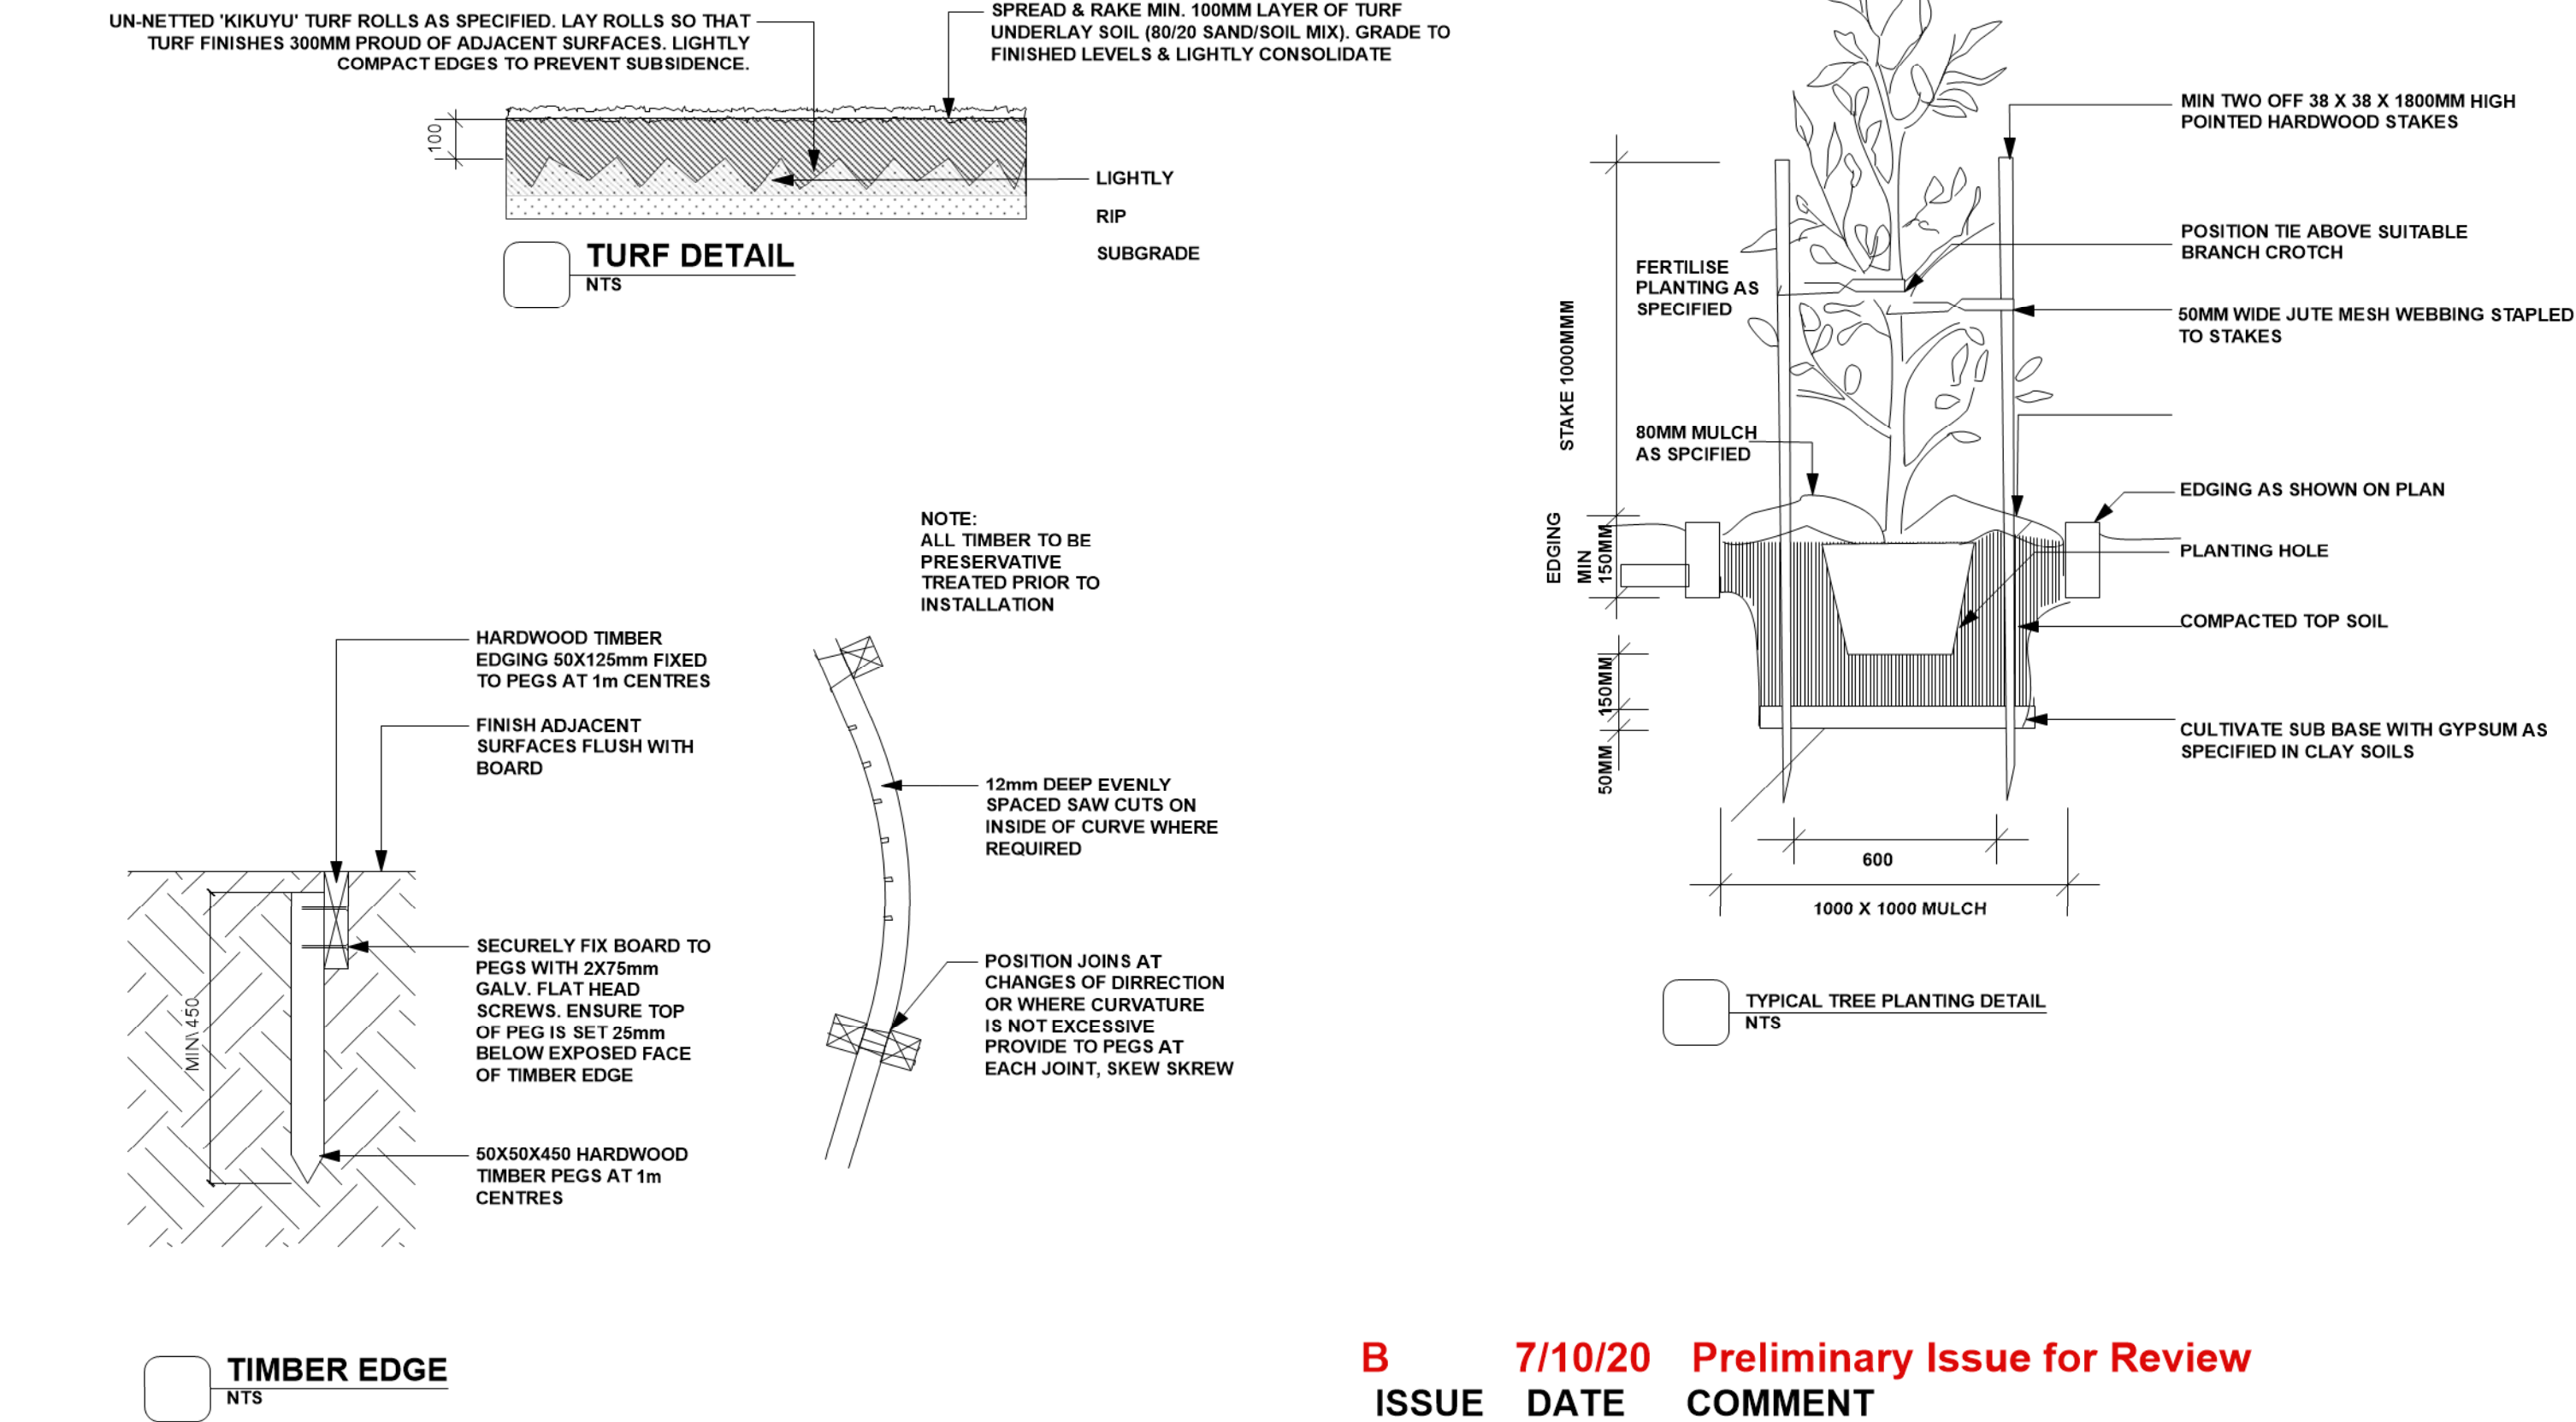 UN-NETTED 'KIKUYU' TURF ROLLS AS SPECIFIED. LAY ROLLS SO THAT
TURF FINISHES 300MM PROUD OF ADJACENT SURFACES. LIGHTLY
COMPACT EDGES TO PREVENT SUBSIDENCE.
SPREAD & RAKE MIN. 100MM LAYER OF TURF
UNDERLAY SOIL (80/20 SAND/SOIL MIX). GRADE TO
FINISHED LEVELS & LIGHTLY CONSOLIDATE
100
LIGHTLY
RIP
SUBGRADE
TURF DETAIL
NTS
NOTE:
ALL TIMBER TO BE
PRESERVATIVE
TREATED PRIOR TO
INSTALLATION
HARDWOOD TIMBER
EDGING 50X125mm FIXED
TO PEGS AT 1m CENTRES
FINISH ADJACENT
SURFACES FLUSH WITH
BOARD
SECURELY FIX BOARD TO
PEGS WITH 2X75mm
GALV. FLAT HEAD
SCREWS. ENSURE TOP
OF PEG IS SET 25mm
BELOW EXPOSED FACE
OF TIMBER EDGE
50X50X450 HARDWOOD
TIMBER PEGS AT 1m
CENTRES
MIN 450
12mm DEEP EVENLY
SPACED SAW CUTS ON
INSIDE OF CURVE WHERE
REQUIRED
POSITION JOINS AT
CHANGES OF DIRRECTION
OR WHERE CURVATURE
IS NOT EXCESSIVE
PROVIDE TO PEGS AT
EACH JOINT, SKEW SKREW
TIMBER EDGE
NTS
MIN TWO OFF 38 X 38 X 1800MM HIGH
POINTED HARDWOOD STAKES
POSITION TIE ABOVE SUITABLE
BRANCH CROTCH
50MM WIDE JUTE MESH WEBBING STAPLED
TO STAKES
EDGING AS SHOWN ON PLAN
PLANTING HOLE
COMPACTED TOP SOIL
CULTIVATE SUB BASE WITH GYPSUM AS
SPECIFIED IN CLAY SOILS
FERTILISE
PLANTING AS
SPECIFIED
80MM MULCH
AS SPCIFIED
STAKE 1000MMM
EDGING
MIN
150MM
150MM
50MM
600
1000 X 1000 MULCH
TYPICAL TREE PLANTING DETAIL
NTS
B 7/10/20 Preliminary Issue for Review
ISSUE DATE COMMENT